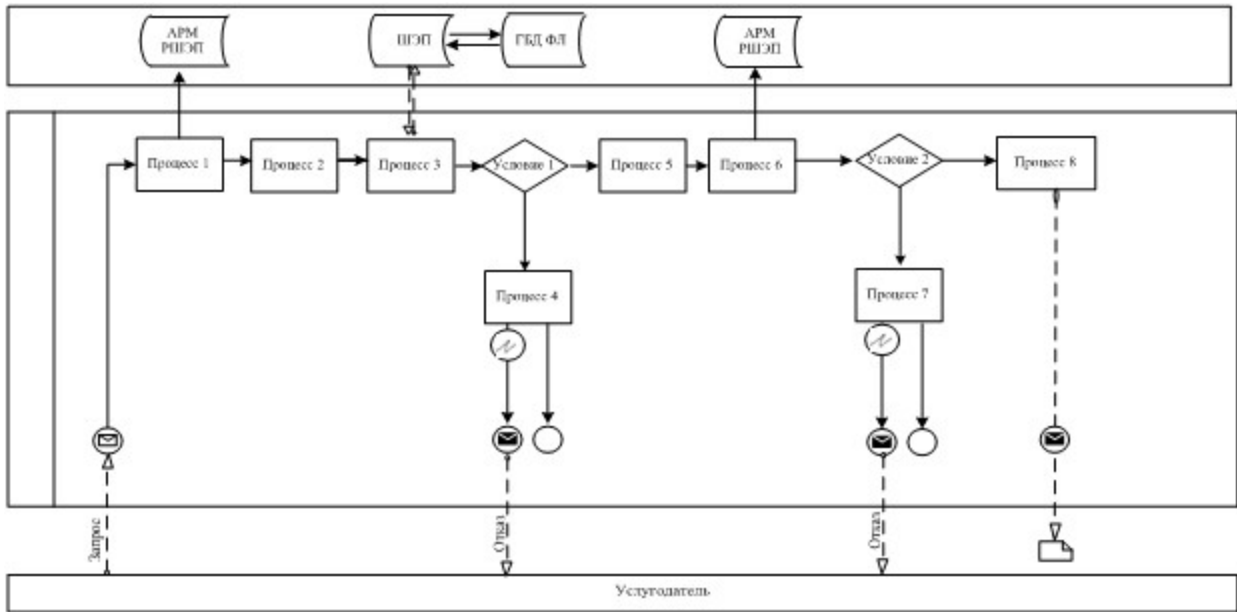 АРМ
РШЭП
ШЭП
ГБД ФЛ
АРМ
РШЭП
Процесс 1
Процесс 2
Процесс 3
Условие 1
Процесс 5
Процесс 6
Условие 2
Процесс 8
Процесс 4
Процесс 7
Запрос
Отказ
Отказ
Услугодатель